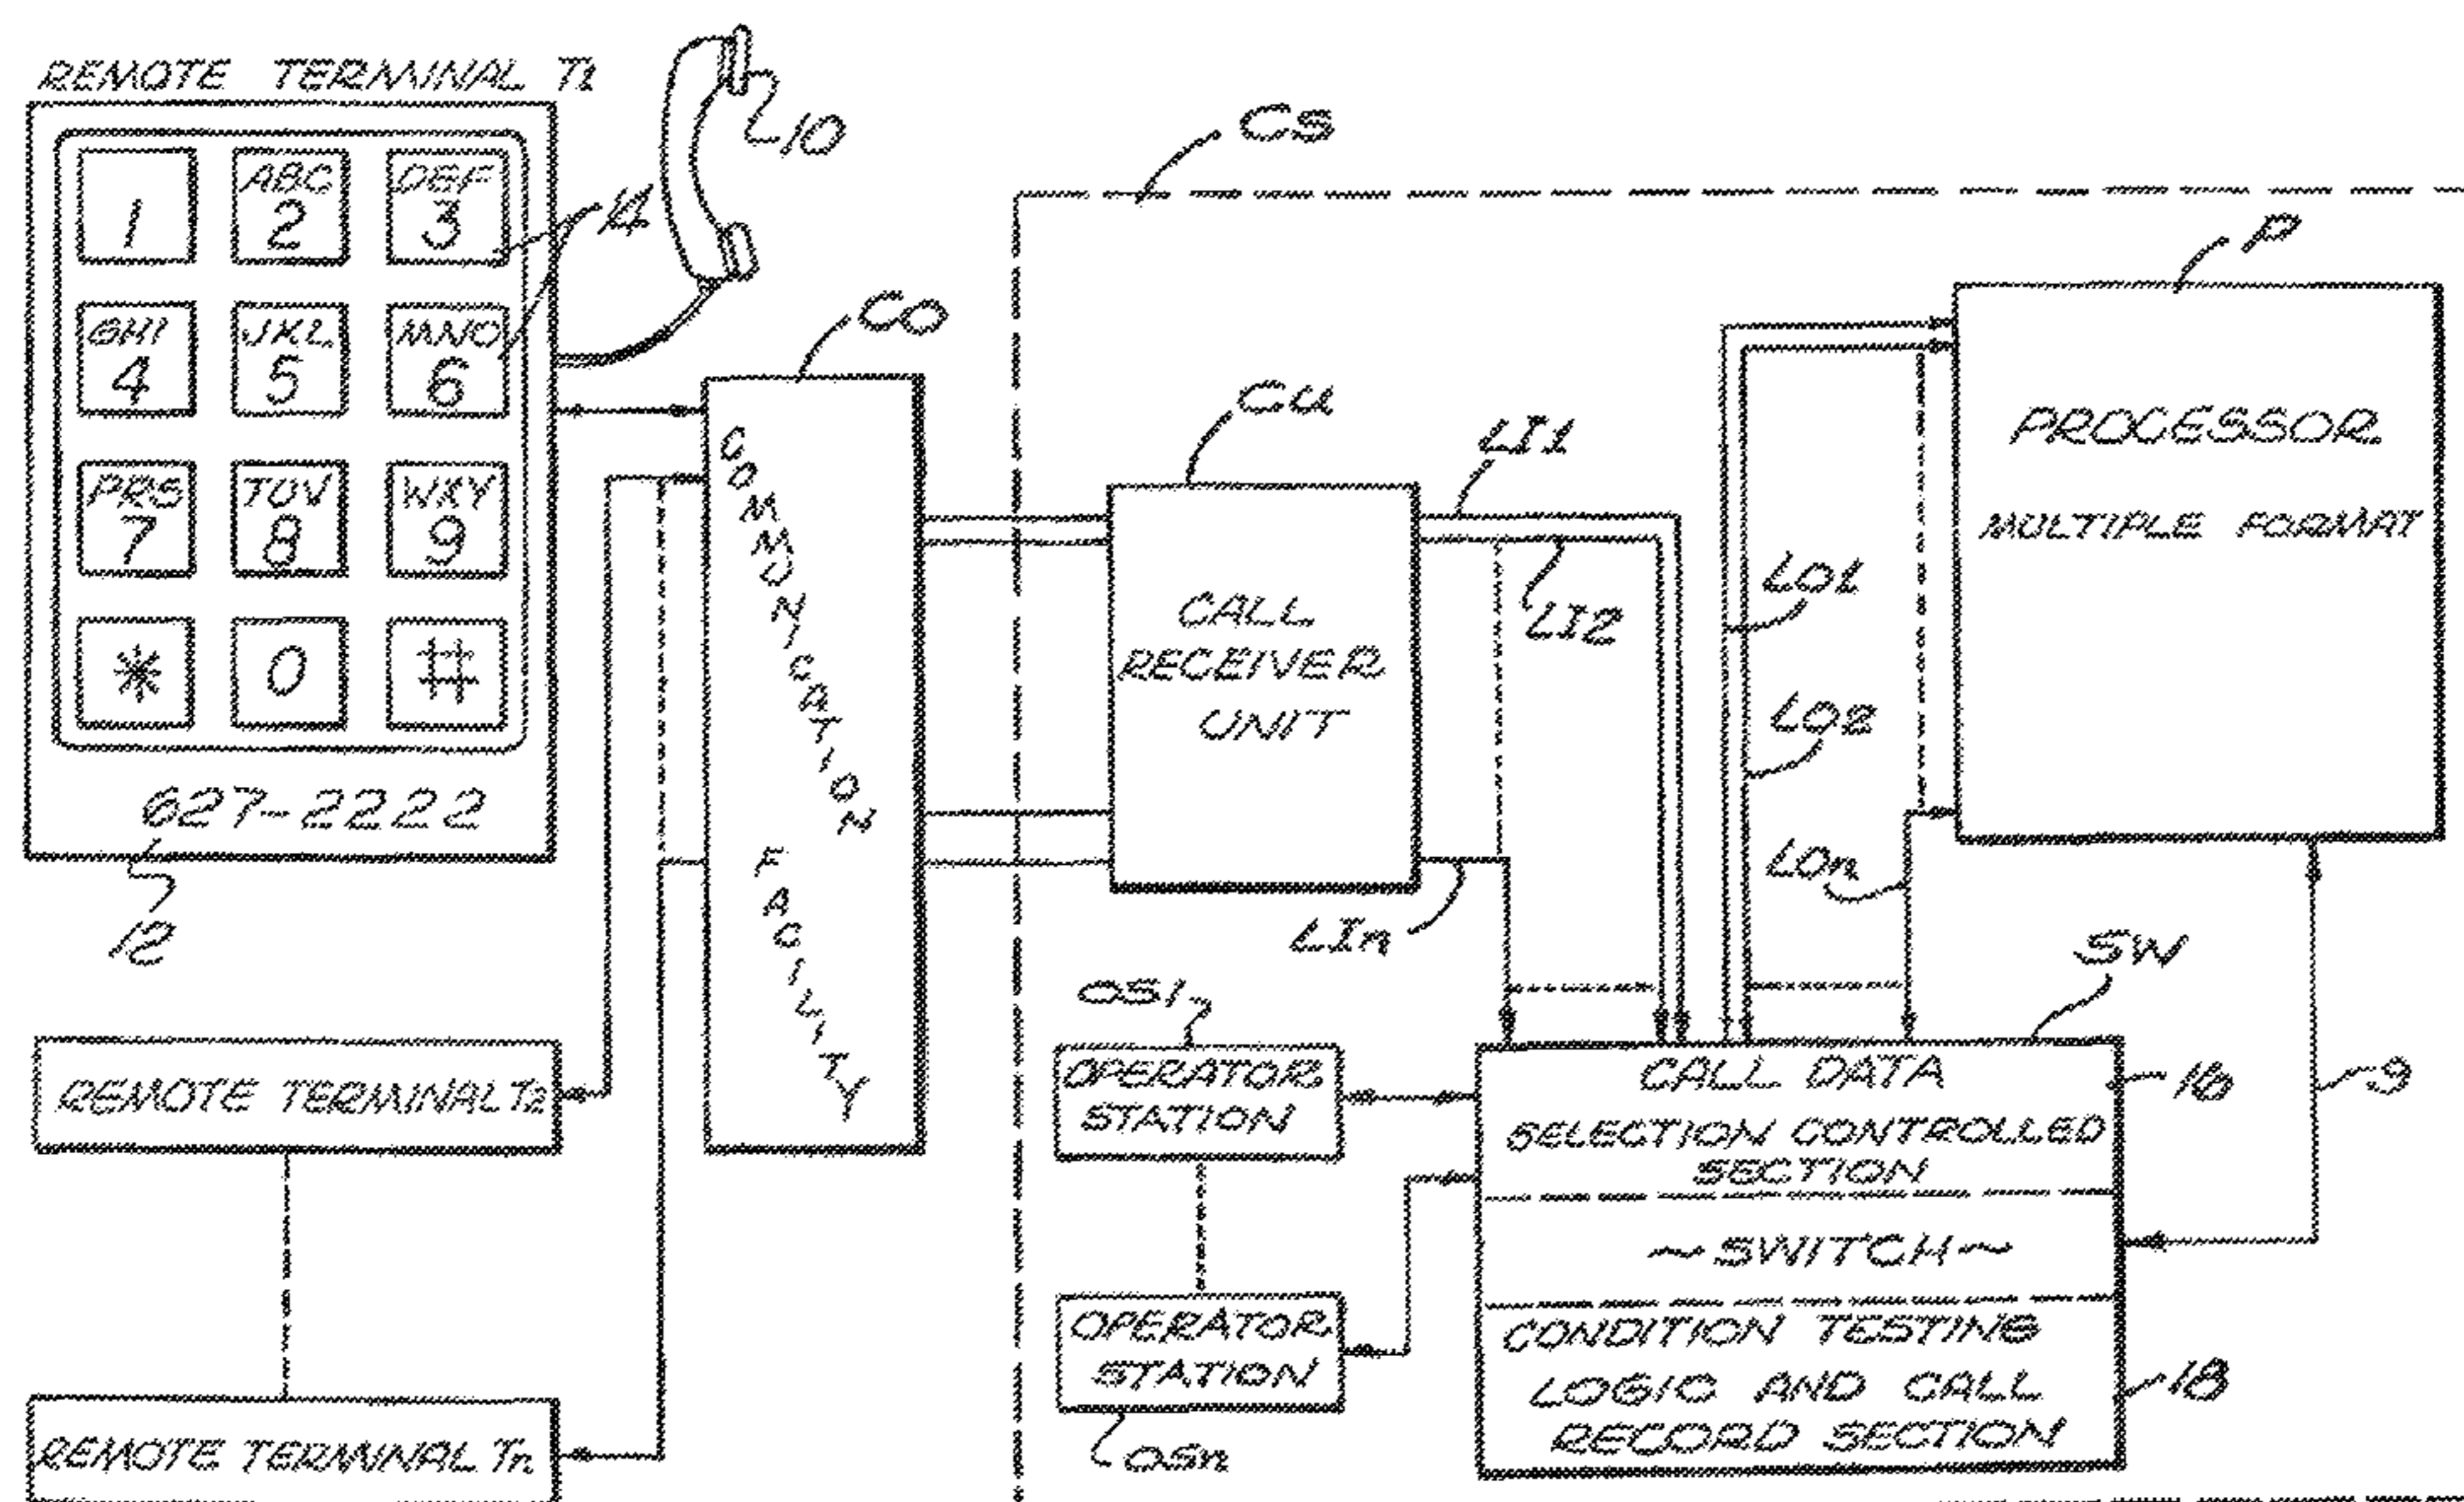 REMOTE TERMINAL T1
10
1
ABC
2
DEF
3
14
GHI
4
JKL
5
MNO
6
PRS
7
TUV
8
WXY
9
*
0
#
627-2222
12
REMOTE TERMINAL T2
REMOTE TERMINAL Tn
CO
COMMUNICATION FACILITY
CS
CU
CALL
RECEIVER
UNIT
LI1
LI2
LIn
P
PROCESSOR
MULTIPLE FORMAT
LO1
LO2
LOn
SW
9
OS1
OPERATOR
STATION
OPERATOR
STATION
OSn
CALL DATA
SELECTION CONTROLLED
SECTION
16
~SWITCH~
CONDITION TESTING
LOGIC AND CALL
RECORD SECTION
18